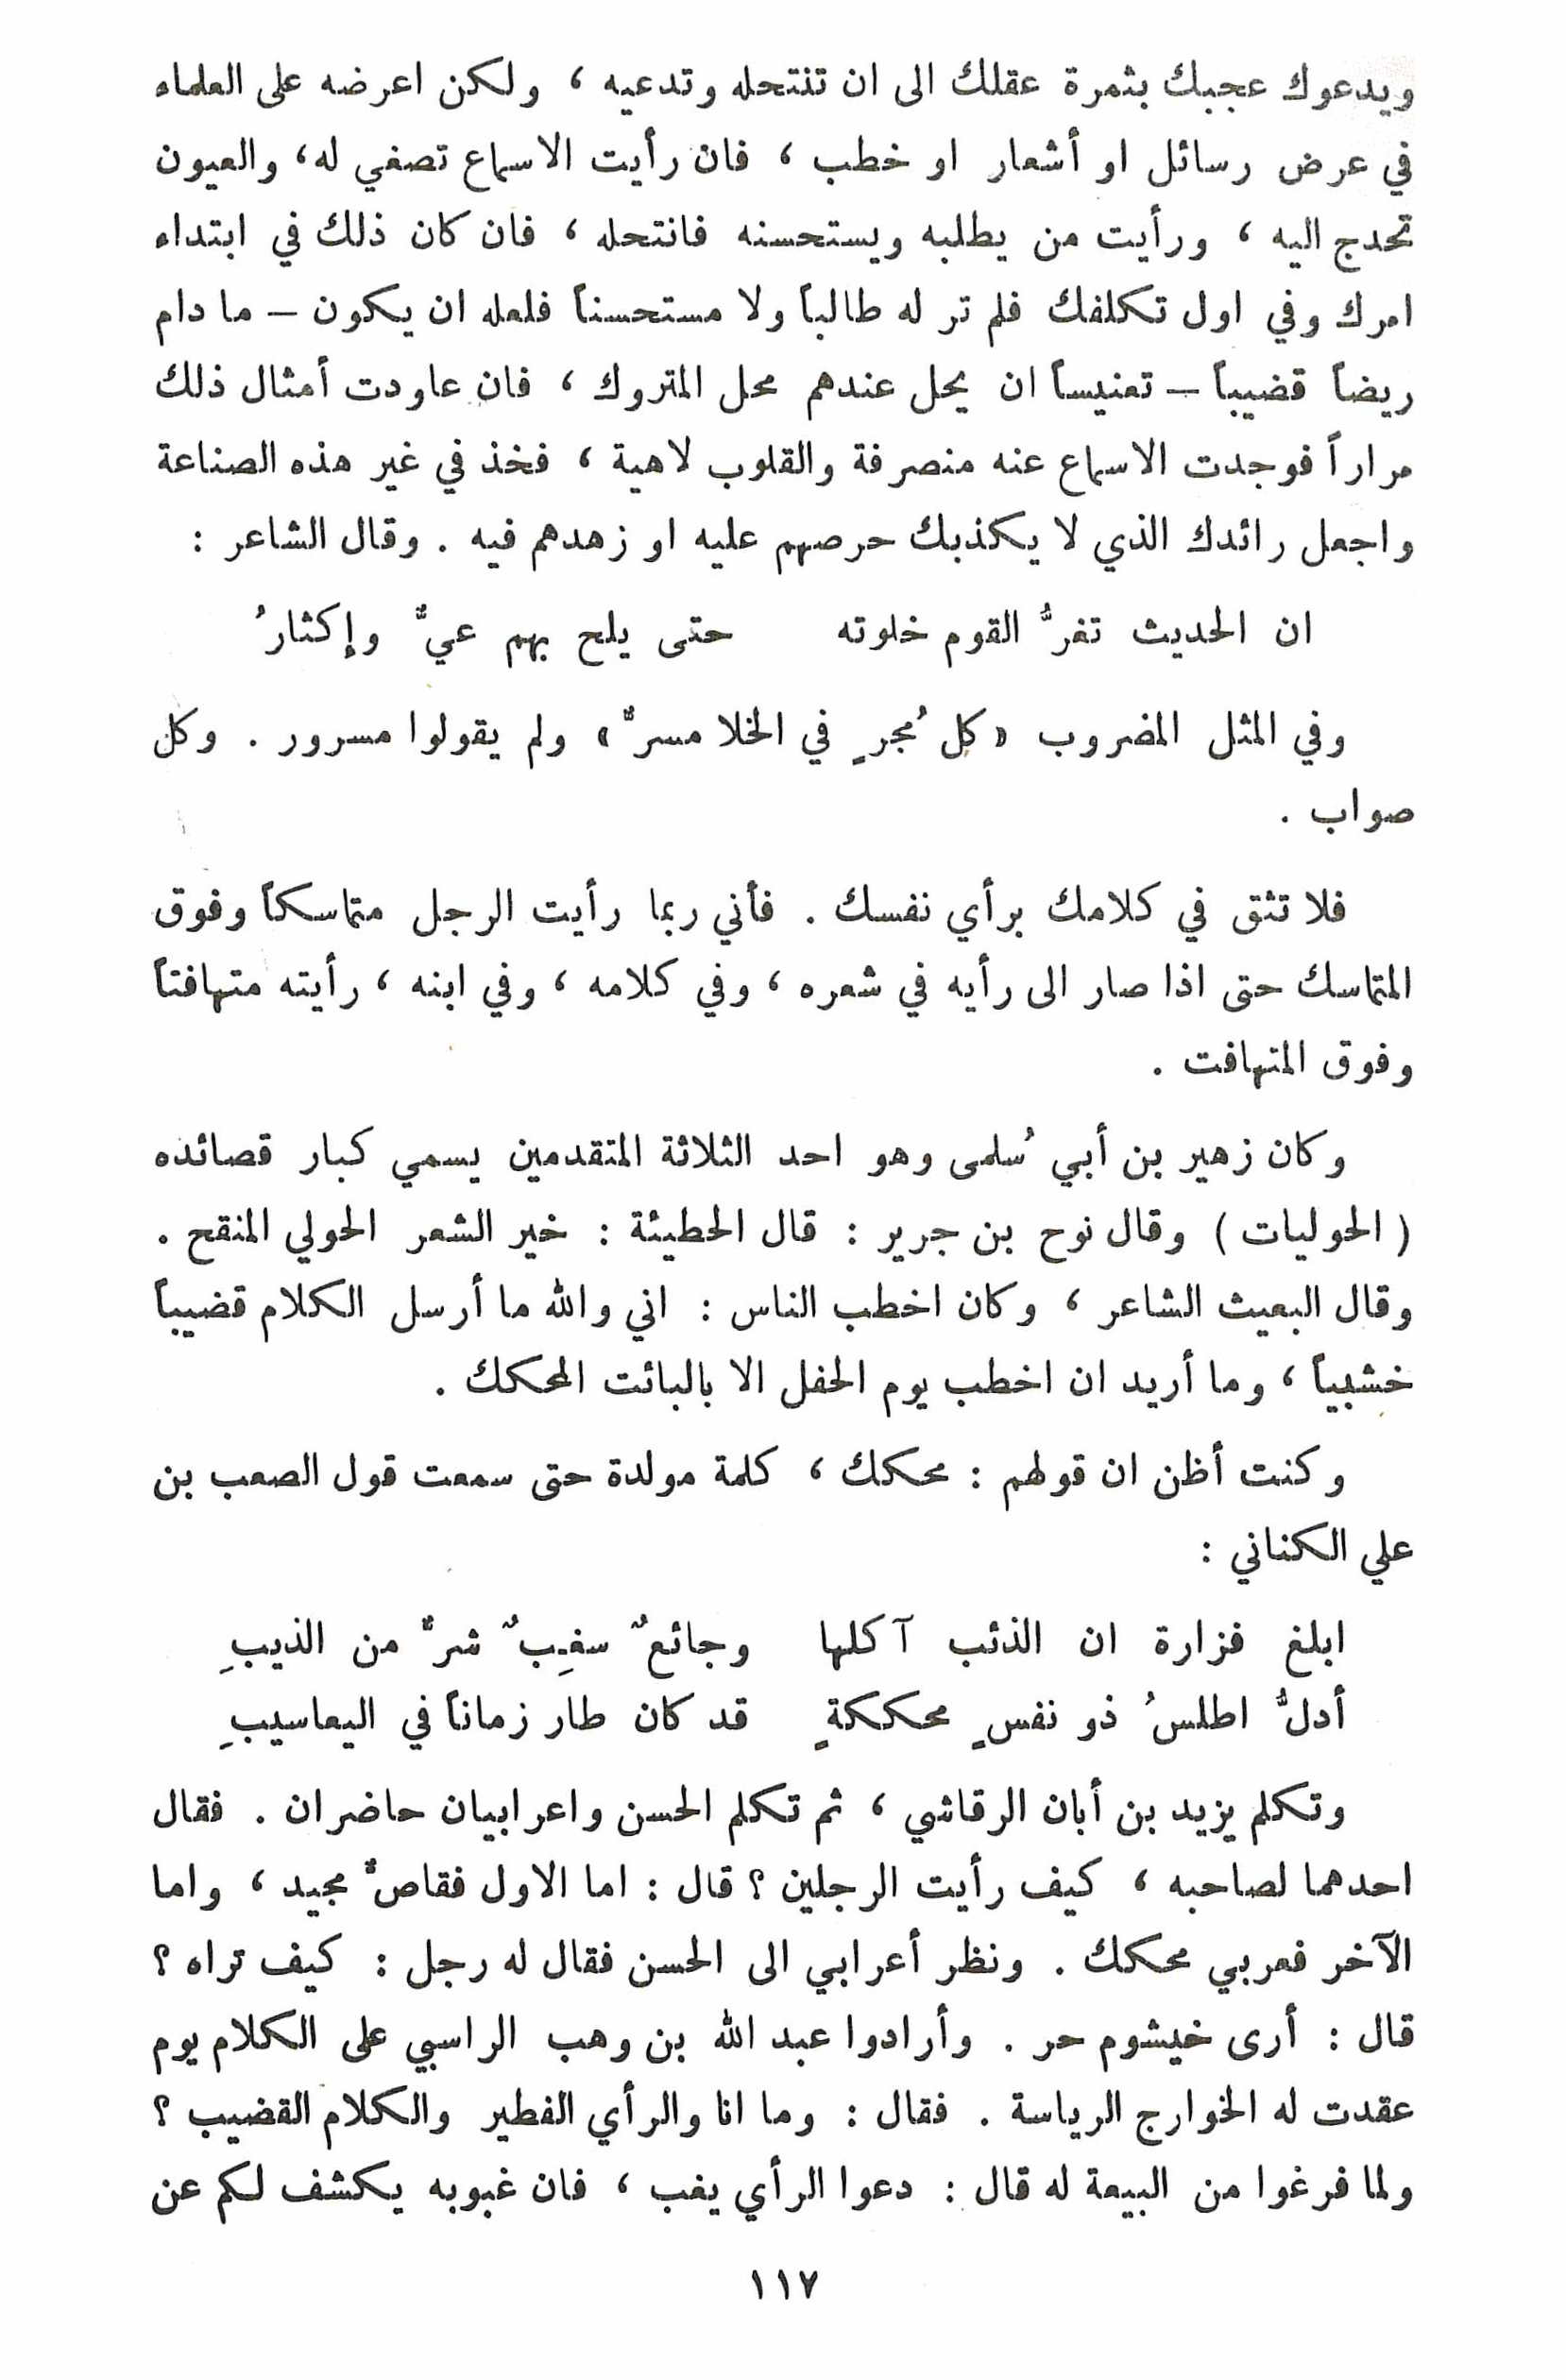 ويدعوك عجبك بثمرة عقلك الى ان تنتحله وتدعيه ، ولكن اعرضه على العلماء
في عرض رسائل او أشعار او خطب ، فان رأيت الاسماع تصغي له، والعيون
تحدج اليه ، ورأيت من يطلبه ويستحسنه فانتحله ، فان كان ذلك في ابتداء
امرك وفي اول تكلفك فلم تر له طالباً ولا مستحسناً فلعله ان يكون – ما دام
ريضاً قضيباً – تعنيساً ان يحل عندهم محل المتروك ، فان عاودت أمثال ذلك
مراراً فوجدت الاسماع عنه منصرفة والقلوب لاهية ، فخذ في غير هذه الصناعة
واجعل رائدك الذي لا يكذبك حرصهم عليه او زهدهم فيه . وقال الشاعر :
ان الحديث تغرُّ القوم خلوته حتى يلح بهم عيٌّ وإكثارُ
وفي المثل المضروب «كل مُجرٍ في الخلا مسرٌّ» ولم يقولوا مسرور . وكل
صواب .
فلا تثق في كلامك برأي نفسك . فأني ربما رأيت الرجل متماسكاً وفوق
المتماسك حتى اذا صار الى رأيه في شعره ، وفي كلامه ، وفي ابنه ، رأيته متهافتاً
وفوق المتهافت .
وكان زهير بن أبي سُلمى وهو احد الثلاثة المتقدمين يسمي كبار قصائده
( الحوليات ) وقال نوح بن جرير : قال الحطيئة : خير الشعر الحولي المنقح .
وقال البعيث الشاعر ، وكان اخطب الناس : اني والله ما أرسل الكلام قضيباً
خشبياً ، وما أريد ان اخطب يوم الحفل الا بالبائت المحكك .
وكنت أظن ان قولهم : محكك ، كلمة مولدة حتى سمعت قول الصعب بن
علي الكناني :
ابلغ فزارة ان الذئب آكلها وجائعٌ سغِبٌ شرٌّ من الذيبِ
أدلُّ اطلسُ ذو نفسٍ محككةٍ قد كان طار زماناً في اليعاسيبِ
وتكلم يزيد بن أبان الرقاشي ، ثم تكلم الحسن واعرابيان حاضران . فقال
احدهما لصاحبه ، كيف رأيت الرجلين ؟ قال : اما الاول فقاصٌّ مجيد ، واما
الآخر فعربي محكك . ونظر أعرابي الى الحسن فقال له رجل : كيف تراه ؟
قال : أرى خيشوم حر . وأرادوا عبد الله بن وهب الراسبي على الكلام يوم
عقدت له الخوارج الرياسة . فقال : وما انا والرأي الفطير والكلام القضيب ؟
ولما فرغوا من البيعة له قال : دعوا الرأي يغب ، فان غبوبه يكشف لكم عن
١١٧